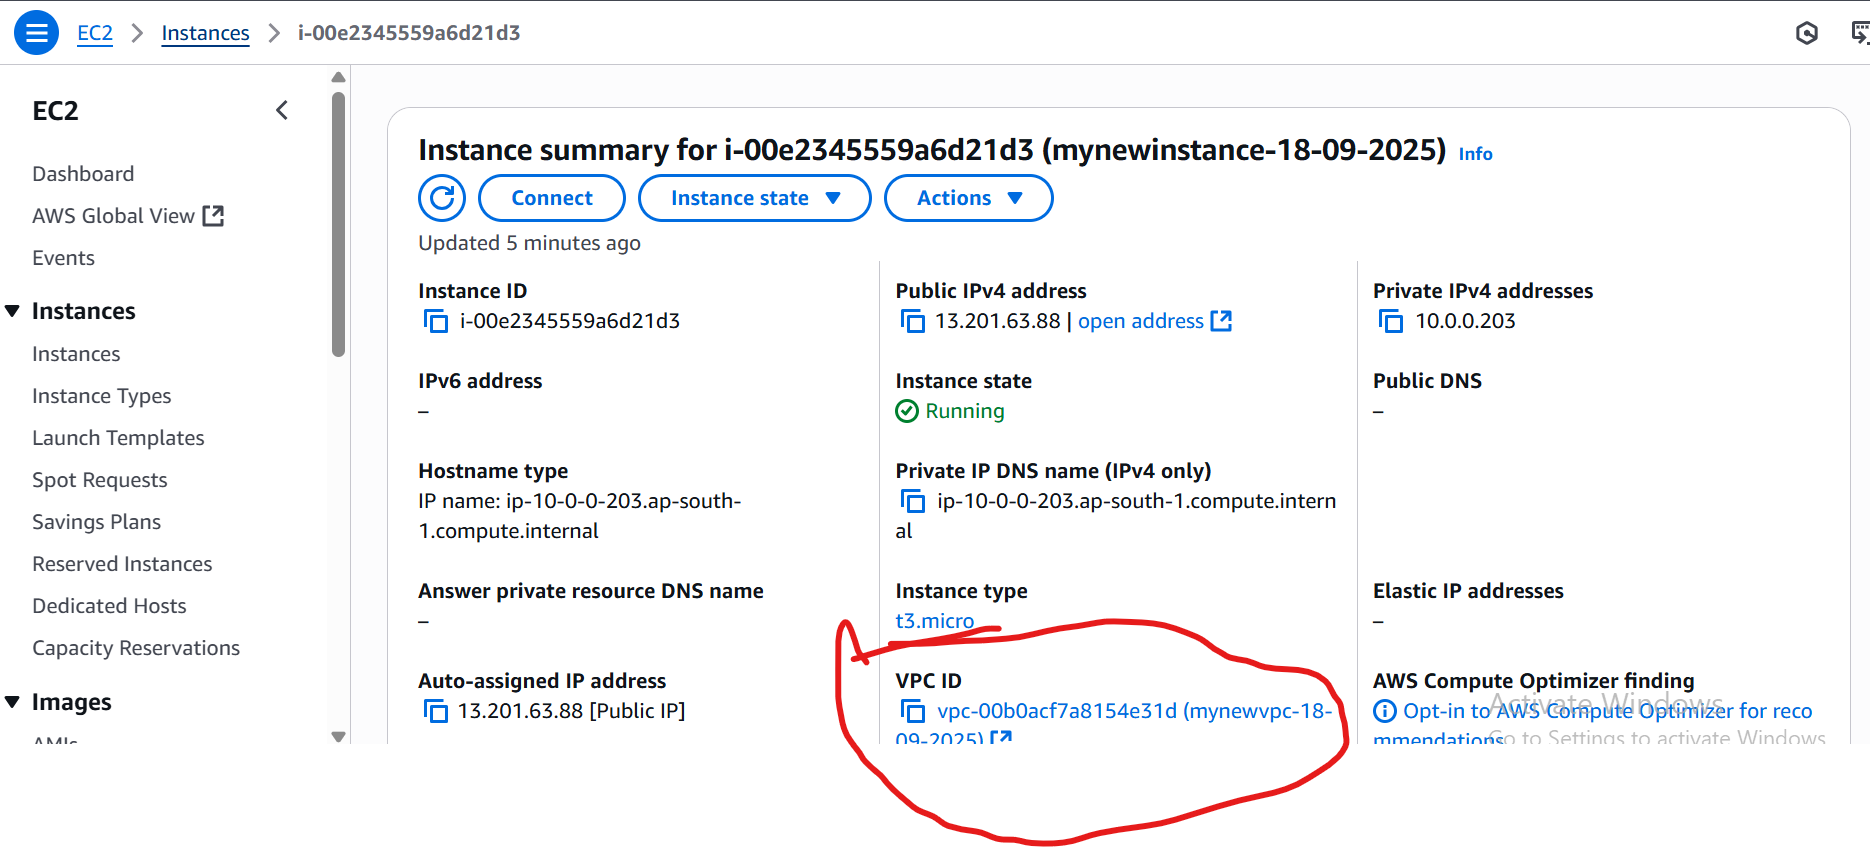 EC2 > Instances > i-00e2345559a6d21d3
EC2
Dashboard
AWS Global View
Events
Instances
Instances
Instance Types
Launch Templates
Spot Requests
Savings Plans
Reserved Instances
Dedicated Hosts
Capacity Reservations
Images
AMIs
Instance summary for i-00e2345559a6d21d3 (mynewinstance-18-09-2025) Info
Connect
Instance state
Actions
Updated 5 minutes ago
Instance ID
i-00e2345559a6d21d3
Public IPv4 address
13.201.63.88 | open address
Private IPv4 addresses
10.0.0.203
IPv6 address
–
Instance state
Running
Public DNS
–
Hostname type
IP name: ip-10-0-0-203.ap-south-
1.compute.internal
Private IP DNS name (IPv4 only)
ip-10-0-0-203.ap-south-1.compute.intern
al
Answer private resource DNS name
–
Instance type
t3.micro
Elastic IP addresses
–
Auto-assigned IP address
13.201.63.88 [Public IP]
VPC ID
vpc-00b0acf7a8154e31d (mynewvpc-18-
09-2025)
AWS Compute Optimizer finding
Opt-in to AWS Compute Optimizer for reco
mmendations
Activate Windows
Go to Settings to activate Windows